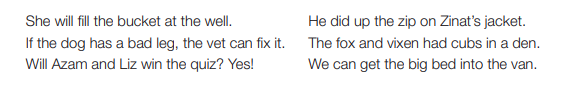 She will fill the bucket at the well.
If the dog has a bad leg, the vet can fix it.
Will Azam and Liz win the quiz? Yes!
He did up the zip on Zinat’s jacket.
The fox and vixen had cubs in a den.
We can get the big bed into the van.